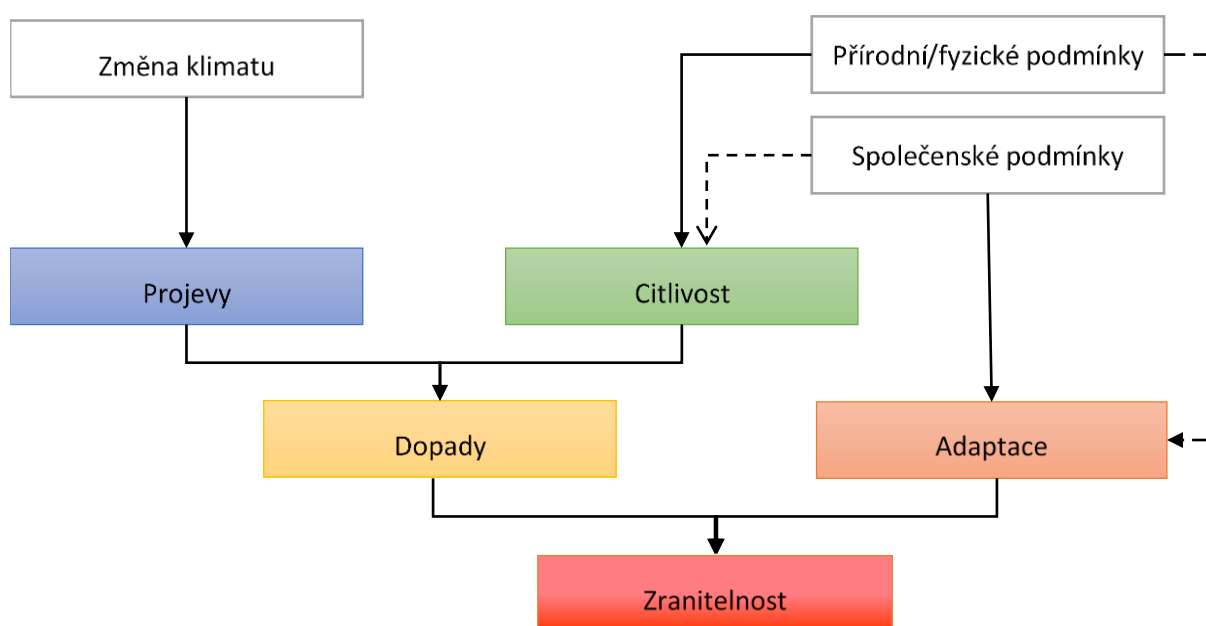 Změna klimatu
Přírodní/fyzické podmínky
Společenské podmínky
Projevy
Citlivost
Dopady
Adaptace
Zranitelnost